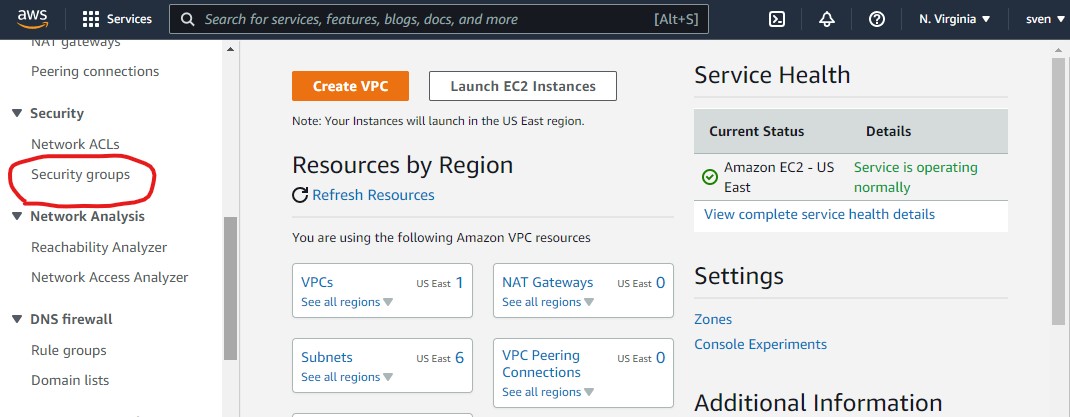 aws
Services
Search for services, features, blogs, docs, and more
[Alt+S]
N. Virginia
sven
NAT gateways
Peering connections
Security
Network ACLs
Security groups
Network Analysis
Reachability Analyzer
Network Access Analyzer
DNS firewall
Rule groups
Domain lists
Create VPC
Launch EC2 Instances
Note: Your Instances will launch in the US East region.
Resources by Region
Refresh Resources
You are using the following Amazon VPC resources
VPCs US East 1
See all regions
NAT Gateways US East 0
See all regions
Subnets US East 6
See all regions
VPC Peering US East 0
Connections
See all regions
Service Health
Current Status Details
Amazon EC2 - US Service is operating
East normally
View complete service health details
Settings
Zones
Console Experiments
Additional Information